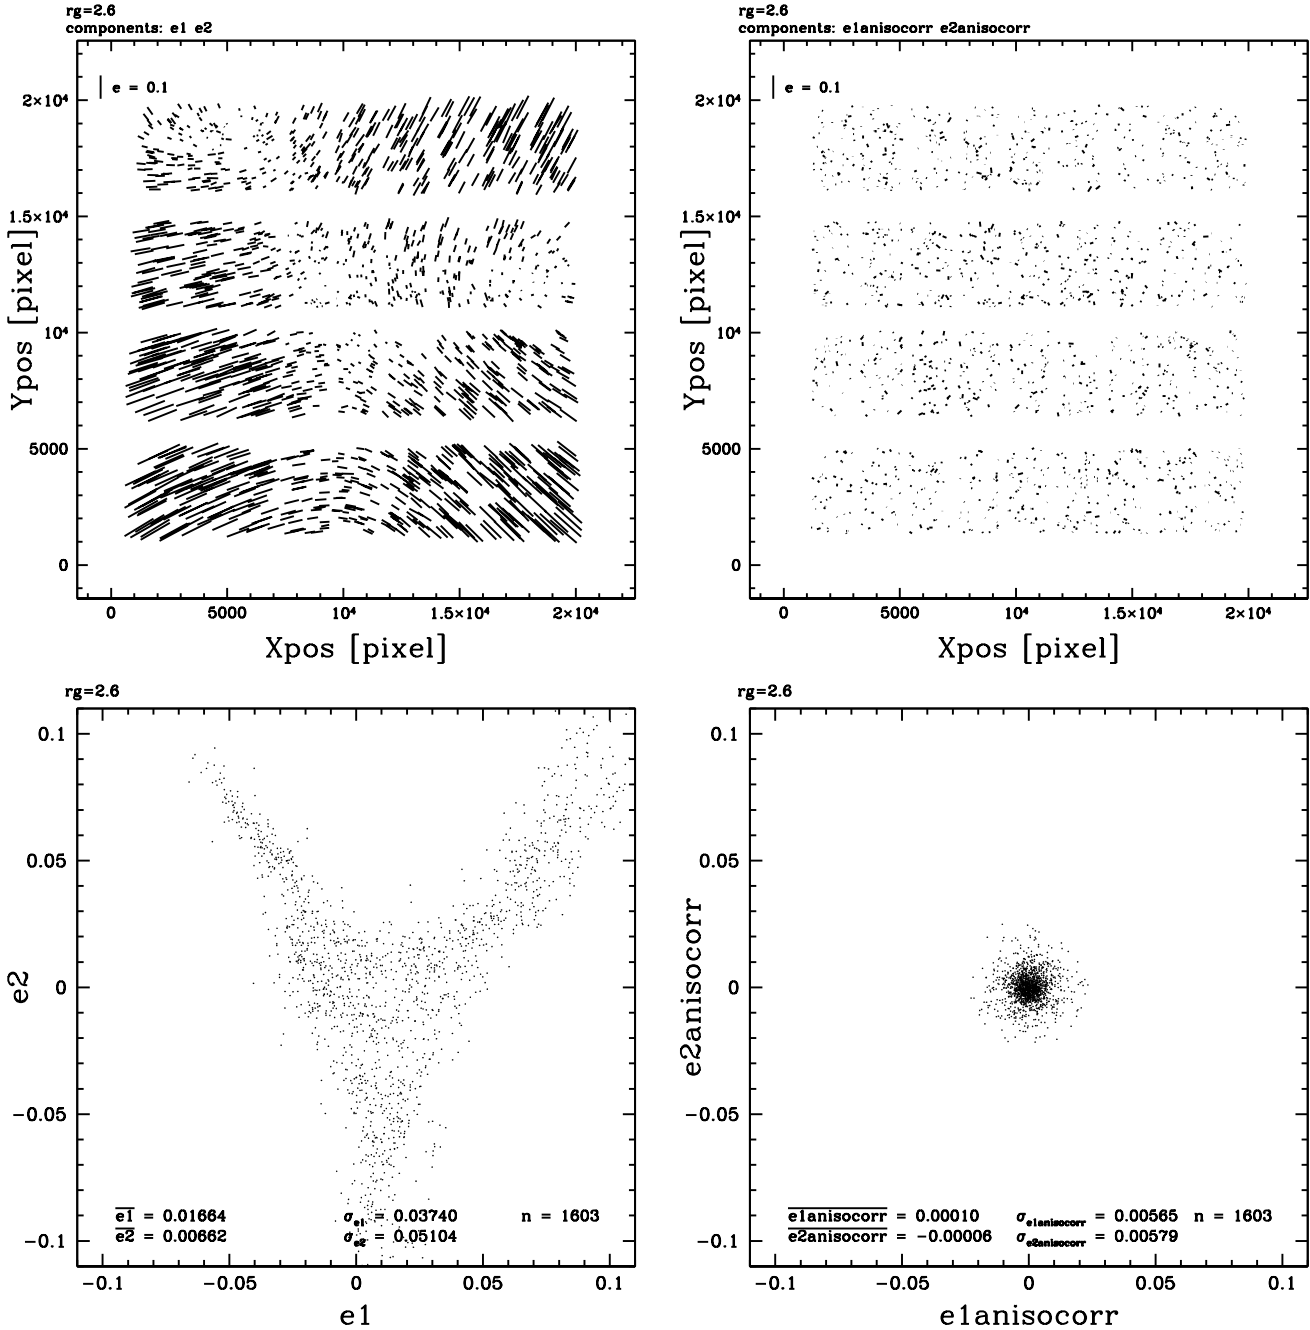 rg=2.6
components: e1 e2
e = 0.1
2×10⁴
1.5×10⁴
10⁴
5000
0
Ypos [pixel]
0 5000 10⁴ 1.5×10⁴ 2×10⁴
Xpos [pixel]
rg=2.6
components: e1anisocorr e2anisocorr
e = 0.1
2×10⁴
1.5×10⁴
10⁴
5000
0
Ypos [pixel]
0 5000 10⁴ 1.5×10⁴ 2×10⁴
Xpos [pixel]
rg=2.6
0.1
0.05
0
−0.05
−0.1
e2
e1 = 0.01664 σe1 = 0.03740 n = 1603
e2 = 0.00662 σe2 = 0.05104
−0.1 −0.05 0 0.05 0.1
e1
rg=2.6
0.1
0.05
0
−0.05
−0.1
e2anisocorr
e1anisocorr = 0.00010 σe1anisocorr = 0.00565 n = 1603
e2anisocorr = −0.00006 σe2anisocorr = 0.00579
−0.1 −0.05 0 0.05 0.1
e1anisocorr